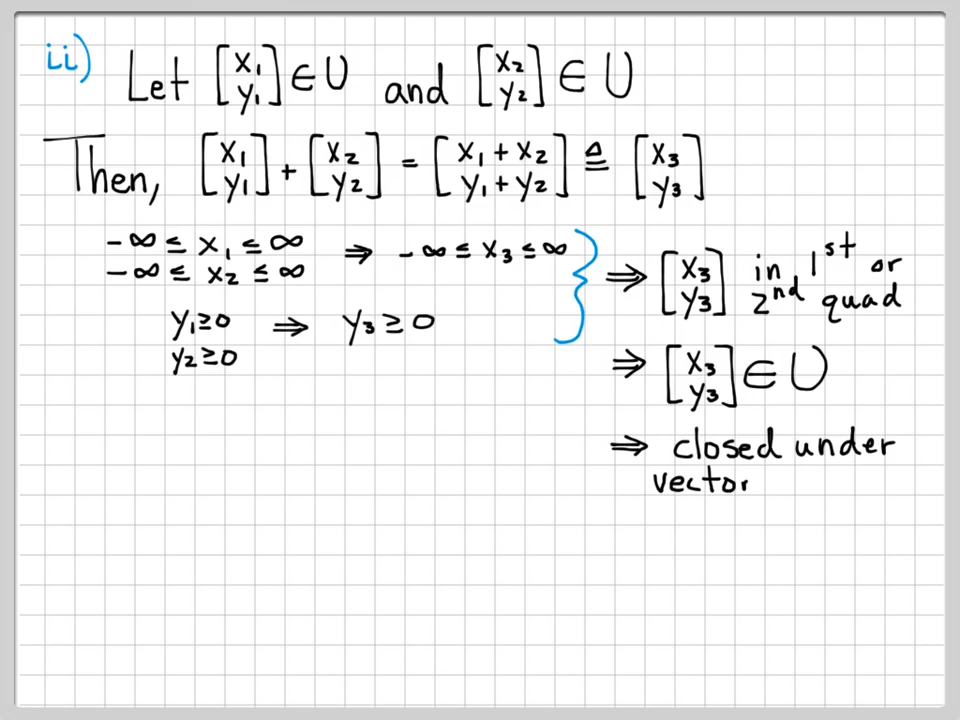 ii) Let [x₁ y₁] ∈ U and [x₂ y₂] ∈ U
Then, [x₁ y₁] + [x₂ y₂] = [x₁ + x₂ y₁ + y₂] ≜ [x₃ y₃]
-∞ ≤ x₁ ≤ ∞ ⇒ -∞ ≤ x₃ ≤ ∞
-∞ ≤ x₂ ≤ ∞
y₁ ≥ 0 ⇒ y₃ ≥ 0
y₂ ≥ 0
} ⇒ [x₃ y₃] in 1st or
2nd quad
⇒ [x₃ y₃] ∈ U
⇒ closed under
vector